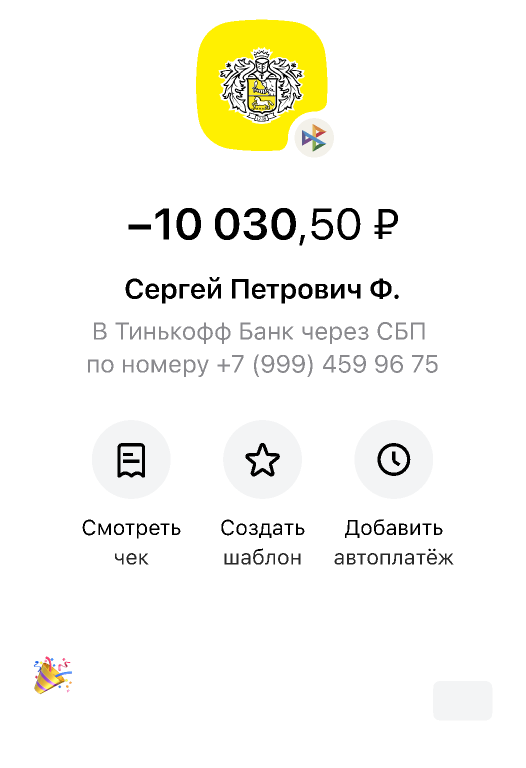 −10 030,50 ₽
Сергей Петрович Ф.
В Тинькофф Банк через СБП
по номеру +7 (999) 459 96 75
Смотреть Создать Добавить
чек шаблон автоплатёж